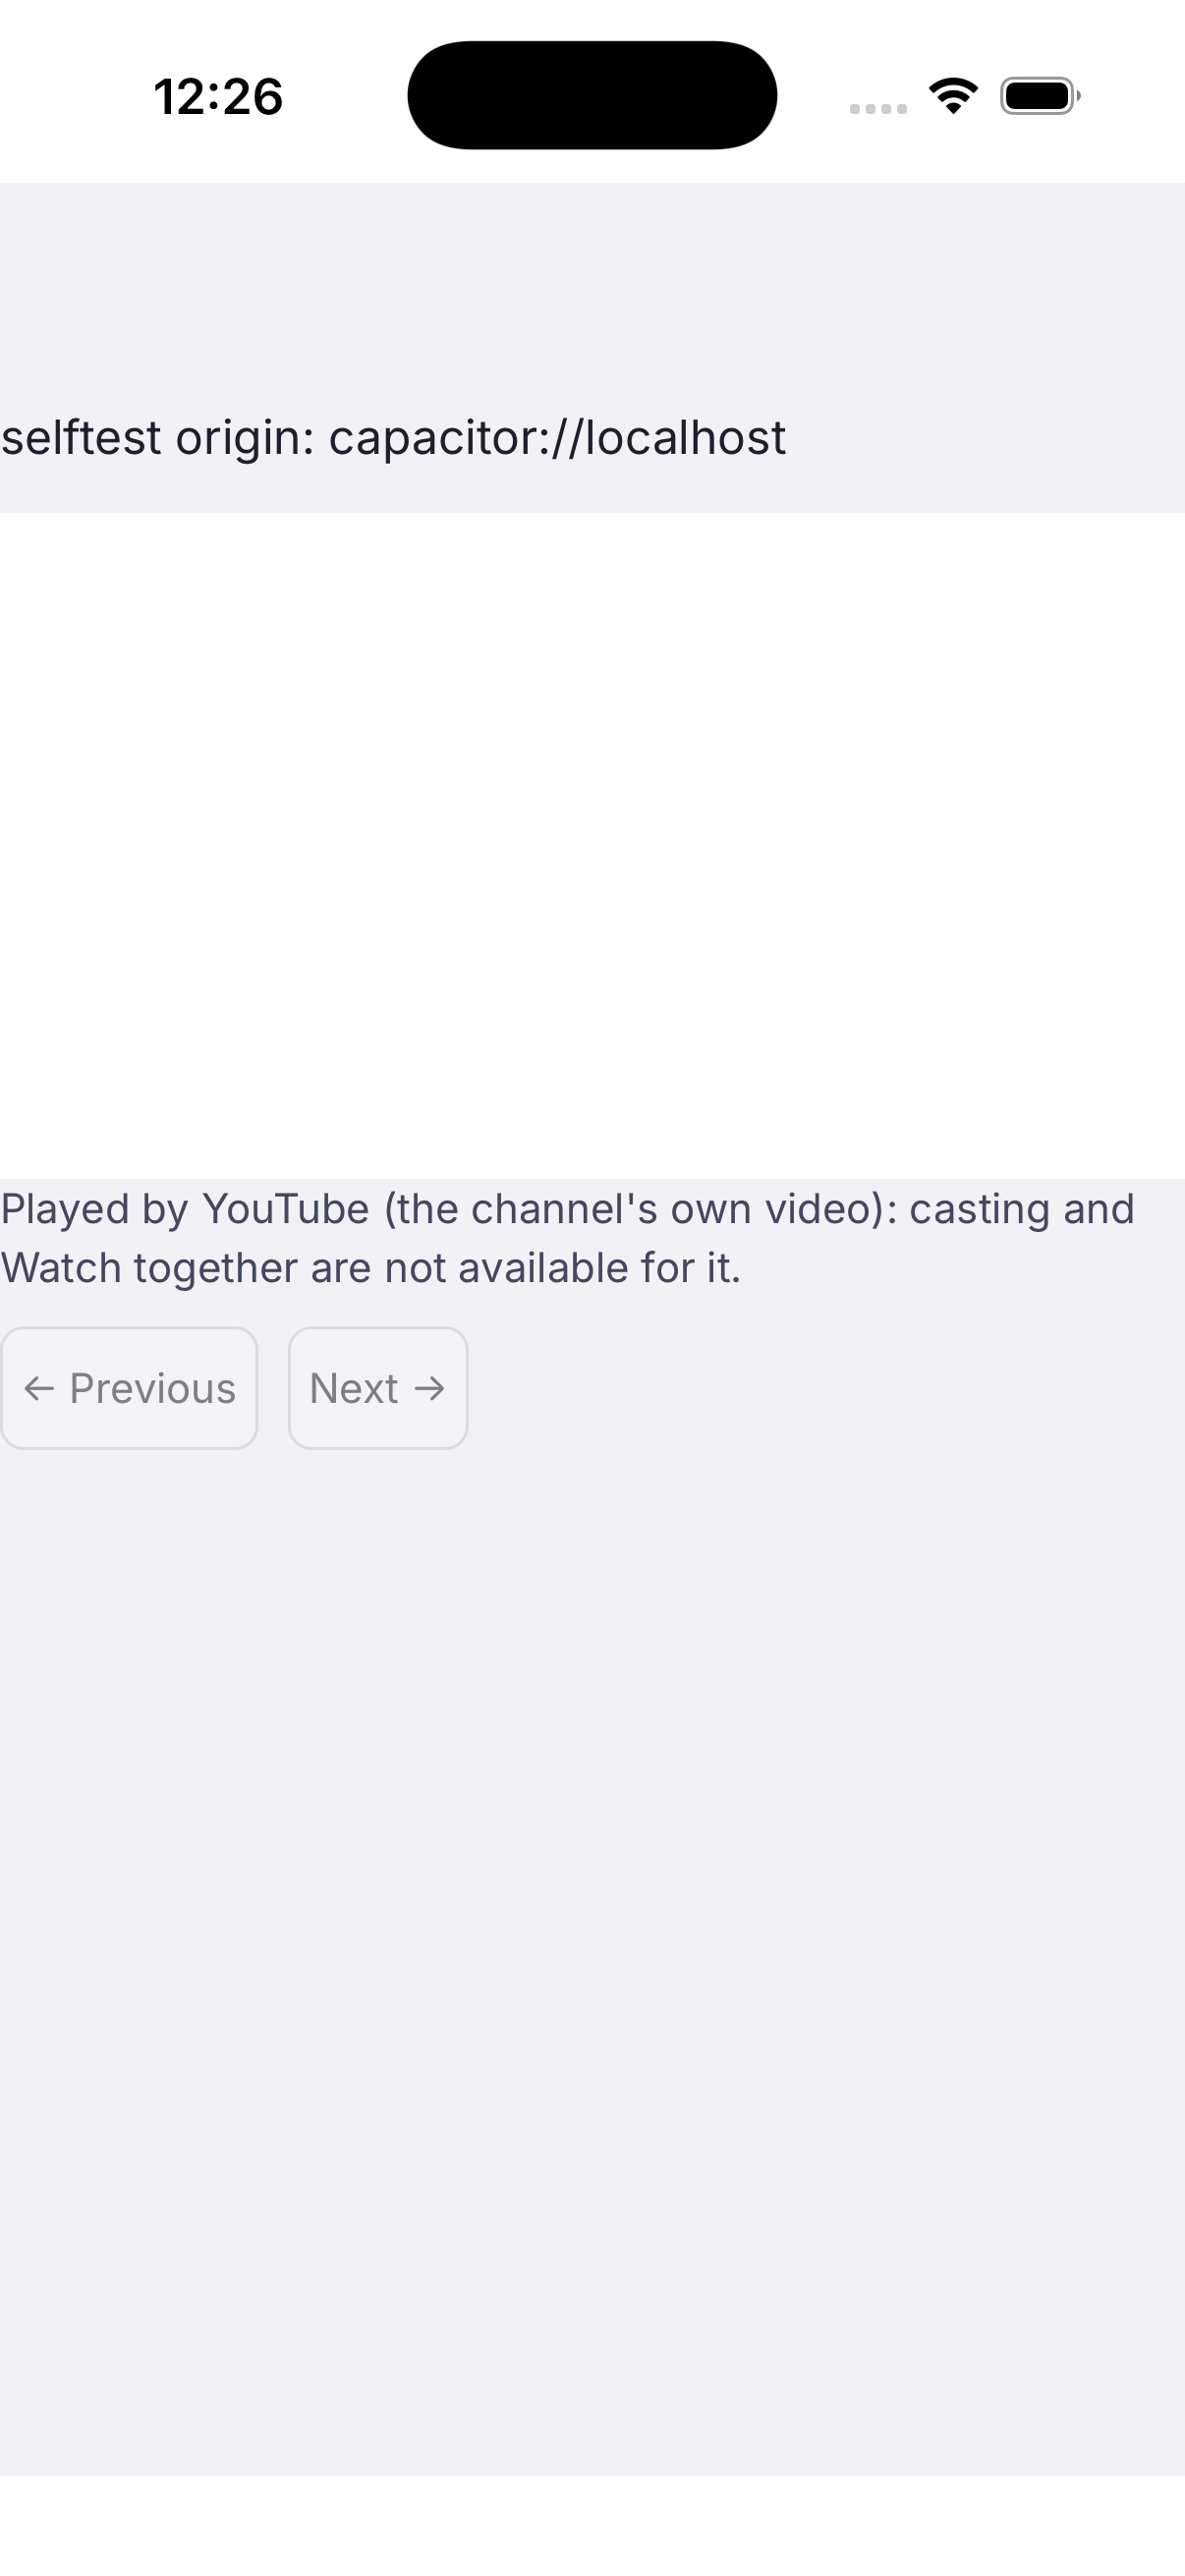 12:26
selftest origin: capacitor://localhost
Played by YouTube (the channel's own video): casting and
Watch together are not available for it.
← Previous
Next →